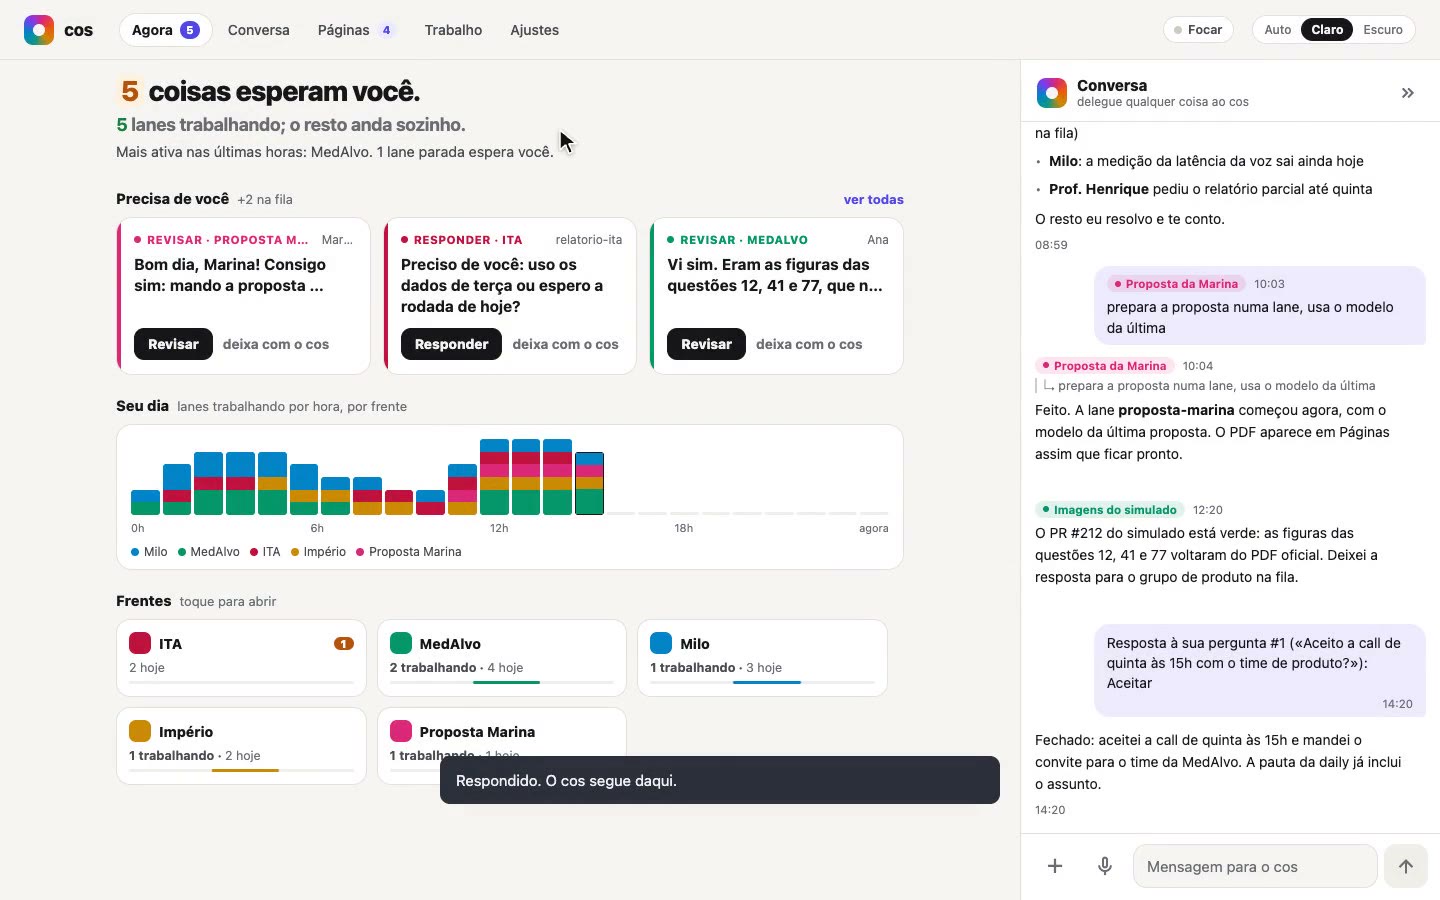 cos
Agora 5
Conversa
Páginas 4
Trabalho
Ajustes
Focar
Auto
Claro
Escuro
5 coisas esperam você.
5 lanes trabalhando; o resto anda sozinho.
Mais ativa nas últimas horas: MedAlvo. 1 lane parada espera você.
Precisa de você +2 na fila
ver todas
REVISAR · PROPOSTA M... Mar...
Bom dia, Marina! Consigo
sim: mando a proposta ...
Revisar deixa com o cos
RESPONDER · ITA relatorio-ita
Preciso de você: uso os
dados de terça ou espero a
rodada de hoje?
Responder deixa com o cos
REVISAR · MEDALVO Ana
Vi sim. Eram as figuras das
questões 12, 41 e 77, que n...
Revisar deixa com o cos
Seu dia lanes trabalhando por hora, por frente
0h 6h 12h 18h agora
Milo MedAlvo ITA Império Proposta Marina
Frentes toque para abrir
ITA 1
2 hoje
MedAlvo
2 trabalhando · 4 hoje
Milo
1 trabalhando · 3 hoje
Império
1 trabalhando · 2 hoje
Proposta Marina
1 trabalhando · 1 hoje
Respondido. O cos segue daqui.
Conversa
delegue qualquer coisa ao cos
na fila)
· Milo: a medição da latência da voz sai ainda hoje
· Prof. Henrique pediu o relatório parcial até quinta
O resto eu resolvo e te conto.
08:59
Proposta da Marina 10:03
prepara a proposta numa lane, usa o modelo
da última
Proposta da Marina 10:04
prepara a proposta numa lane, usa o modelo da última
Feito. A lane proposta-marina começou agora, com o
modelo da última proposta. O PDF aparece em Páginas
assim que ficar pronto.
Imagens do simulado 12:20
O PR #212 do simulado está verde: as figuras das
questões 12, 41 e 77 voltaram do PDF oficial. Deixei a
resposta para o grupo de produto na fila.
Resposta à sua pergunta #1 («Aceito a call de
quinta às 15h com o time de produto?»):
Aceitar
14:20
Fechado: aceitei a call de quinta às 15h e mandei o
convite para o time da MedAlvo. A pauta da daily já inclui
o assunto.
14:20
Mensagem para o cos